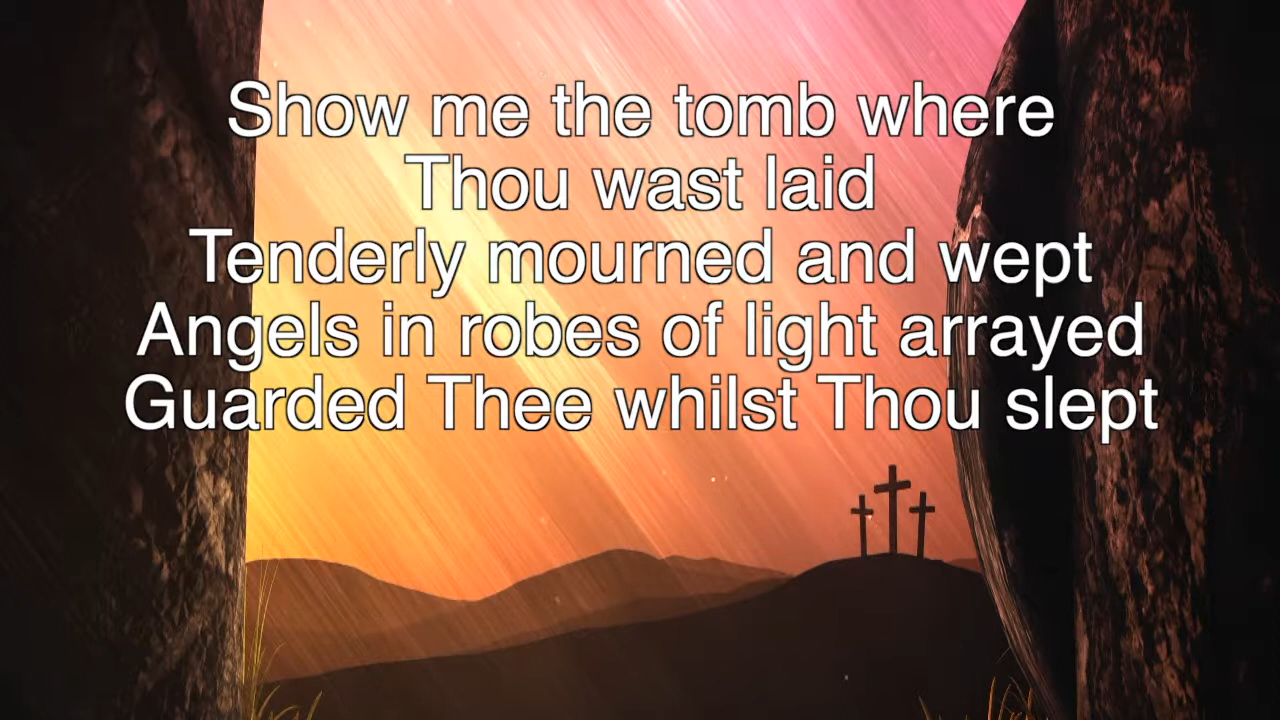 Show me the tomb where
Thou wast laid
Tenderly mourned and wept
Angels in robes of light arrayed
Guarded Thee whilst Thou slept